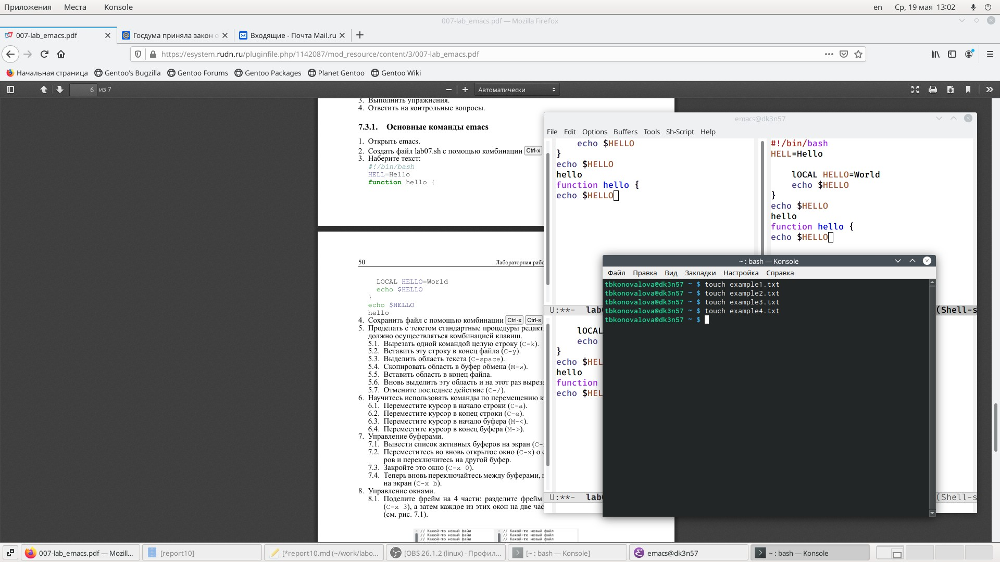 Приложения Места Konsole en Ср, 19 мая 13:02
007-lab_emacs.pdf — Mozilla Firefox
007-lab_emacs.pdf Госдума приняла закон о Входящие - Почта Mail.ru
https://esystem.rudn.ru/pluginfile.php/1142087/mod_resource/content/3/007-lab_emacs.pdf
Начальная страница Gentoo's Bugzilla Gentoo Forums Gentoo Packages Planet Gentoo Gentoo Wiki
6 из 7 Автоматически
3. Выполнить упражнения.
4. Ответить на контрольные вопросы.
7.3.1. Основные команды emacs
1. Открыть emacs.
2. Создать файл lab07.sh с помощью комбинации Ctrl-x
3. Наберите текст:
#!/bin/bash
HELL=Hello
function hello {
50 Лабораторная рабо
LOCAL HELLO=World
echo $HELLO
}
echo $HELLO
hello
4. Сохранить файл с помощью комбинации Ctrl-x Ctrl-s
5. Проделать с текстом стандартные процедуры редакт
должно осуществляться комбинацией клавиш.
5.1. Вырезать одной командой целую строку (C-k).
5.2. Вставить эту строку в конец файла (C-y).
5.3. Выделить область текста (C-space).
5.4. Скопировать область в буфер обмена (M-w).
5.5. Вставить область в конец файла.
5.6. Вновь выделить эту область и на этот раз выреза
5.7. Отмените последнее действие (C-/).
6. Научитесь использовать команды по перемещению к
6.1. Переместите курсор в начало строки (C-a).
6.2. Переместите курсор в конец строки (C-e).
6.3. Переместите курсор в начало буфера (M-<).
6.4. Переместите курсор в конец буфера (M->).
7. Управление буферами.
7.1. Вывести список активных буферов на экран (C-
7.2. Переместитесь во вновь открытое окно (C-x) о с
ров и переключитесь на другой буфер.
7.3. Закройте это окно (C-x 0).
7.4. Теперь вновь переключайтесь между буферами,
на экран (C-x b).
8. Управление окнами.
8.1. Поделите фрейм на 4 части: разделите фрейм
(C-x 3), а затем каждое из этих окон на две час
(см. рис. 7.1).
// Какой-то новый файл // Какой-то новый файл
// Какой-то новый файл // Какой-то новый файл
// Какой-то новый файл // Какой-то новый файл
emacs@dk3n57
File Edit Options Buffers Tools Sh-Script Help
echo $HELLO
}
echo $HELLO
hello
function hello {
echo $HELLO
U:**- lab
#!/bin/bash
HELL=Hello
lOCAL HELLO=World
echo $HELLO
}
echo $HELLO
hello
function hello {
echo $HELLO
(Shell-s
lOCAL
echo
}
echo $HEL
hello
function
echo $HEL
U:**- lab
(Shell-s
~ : bash — Konsole
Файл Правка Вид Закладки Настройка Справка
tbkonovalova@dk3n57 ~ $ touch example1.txt
tbkonovalova@dk3n57 ~ $ touch example2.txt
tbkonovalova@dk3n57 ~ $ touch example3.txt
tbkonovalova@dk3n57 ~ $ touch example4.txt
tbkonovalova@dk3n57 ~ $
007-lab_emacs.pdf — Mozill... [report10] [*report10.md (~/work/labo... [OBS 26.1.2 (linux) - Профил... [~ : bash — Konsole] emacs@dk3n57 ~ : bash — Konsole